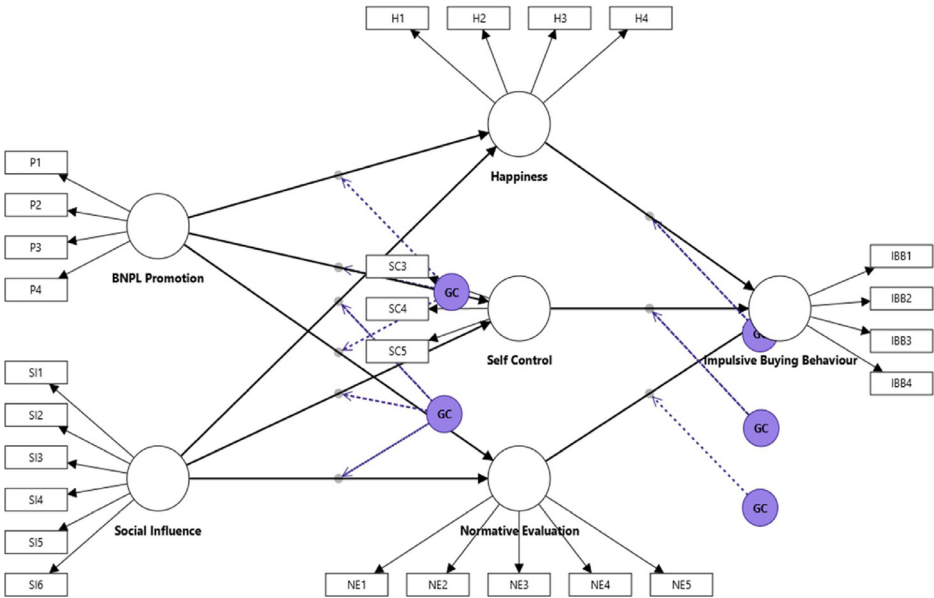 H1
H2
H3
H4
Happiness
P1
P2
P3
P4
BNPL Promotion
SC3
SC4
SC5
GC
Self Control
IBB1
IBB2
IBB3
IBB4
GC
Impulsive Buying Behaviour
SI1
SI2
SI3
SI4
SI5
SI6
Social Influence
GC
GC
GC
Normative Evaluation
NE1
NE2
NE3
NE4
NE5